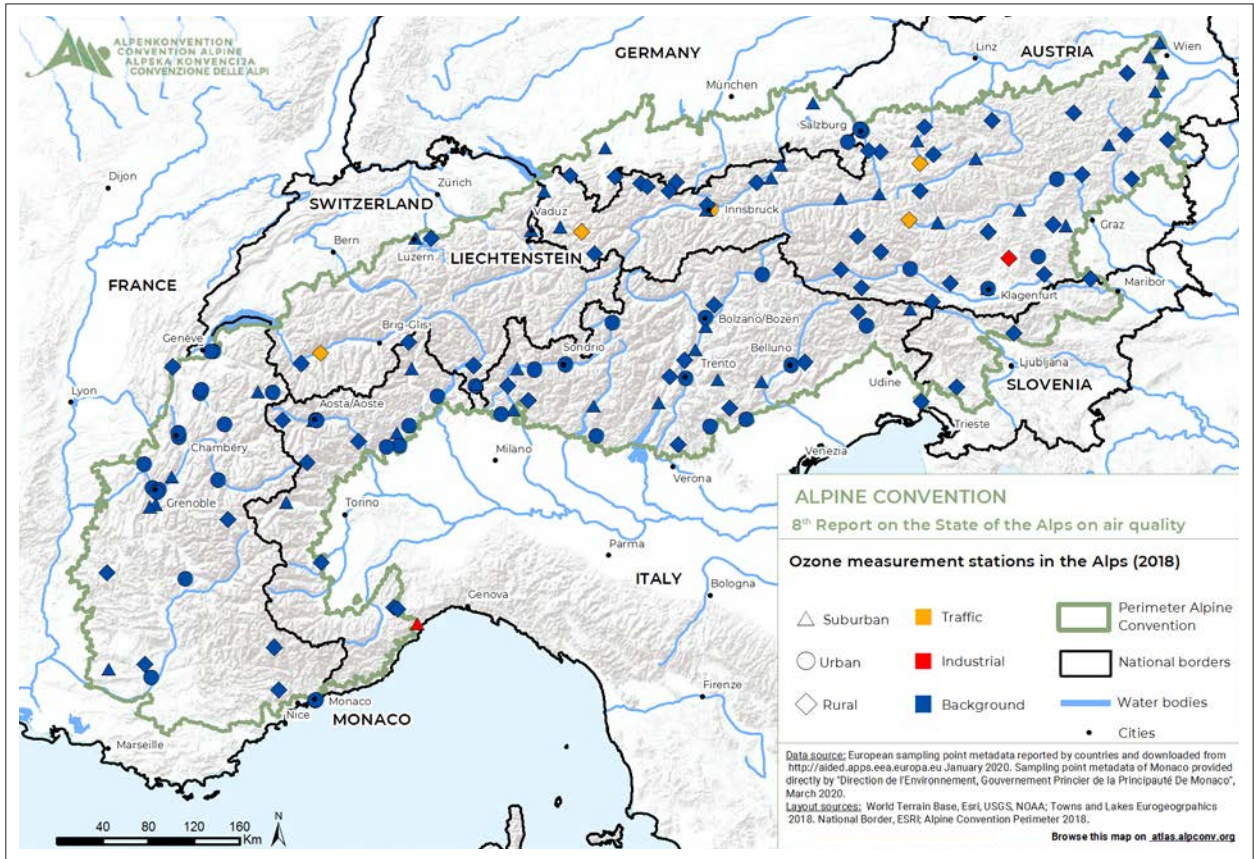 ALPENKONVENTION
CONVENTION ALPINE
ALPSKA KONVENCIJA
CONVENZIONE DELLE ALPI
GERMANY
AUSTRIA
Linz
Wien
München
Salzburg
Dijon
Zürich
SWITZERLAND
Vaduz
Innsbruck
Bern
Luzern
LIECHTENSTEIN
Graz
FRANCE
Maribor
Klagenfurt
Genève
Brig-Glis
Bolzano/Bozen
Sondrio
Belluno
Ljubljana
Trento
Lyon
Udine
SLOVENIA
Aosta/Aoste
Trieste
Chambéry
Milano
Venezia
Verona
Grenoble
Torino
Parma
ITALY
Bologna
Genova
Firenze
Monaco
Nice
MONACO
Marseille
40 80 120 160
Km
N
ALPINE CONVENTION
8th Report on the State of the Alps on air quality
Ozone measurement stations in the Alps (2018)
Suburban
Traffic
Perimeter Alpine
Convention
Urban
Industrial
National borders
Rural
Background
Water bodies
Cities
Data source: European sampling point metadata reported by countries and downloaded from
http://aided.apps.eea.europa.eu January 2020. Sampling point metadata of Monaco provided
directly by "Direction de l'Environnement, Gouvernement Princier de la Principauté De Monaco",
March 2020.
Layout sources: World Terrain Base, Esri, USGS, NOAA; Towns and Lakes Eurogeogrpahics
2018. National Border, ESRI; Alpine Convention Perimeter 2018.
Browse this map on atlas.alpconv.org